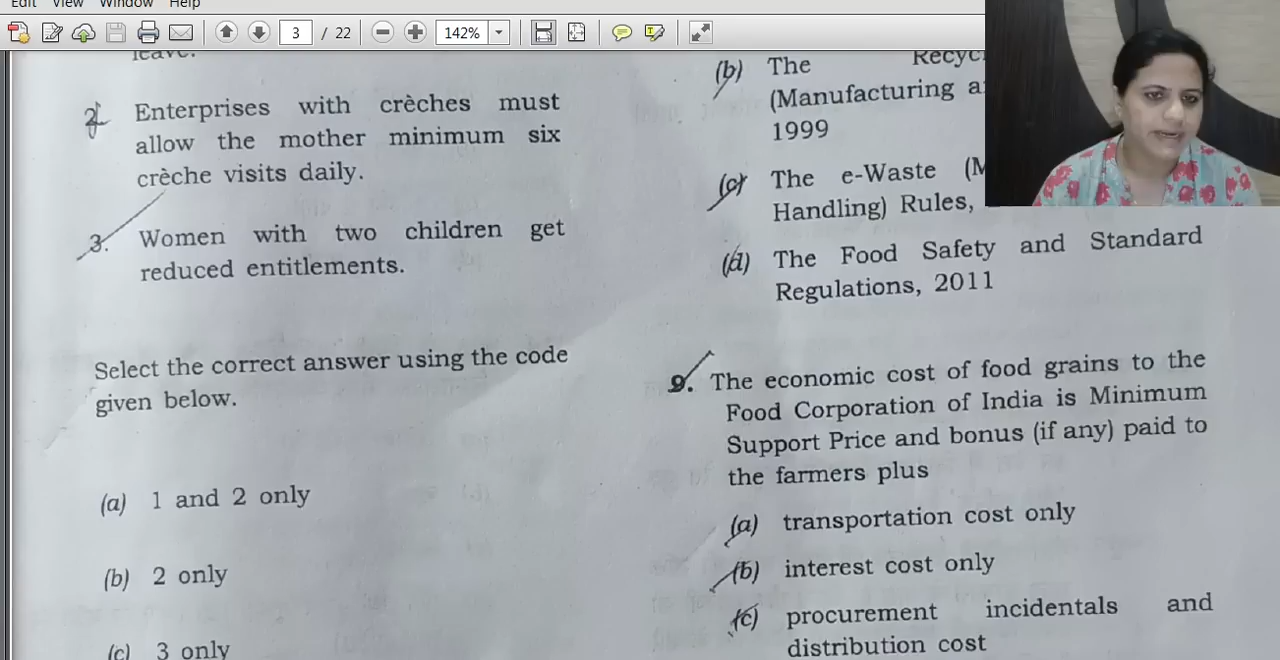 Edit View Window Help
3 / 22 142%
leave.
2. Enterprises with crèches must
allow the mother minimum six
crèche visits daily.
3. Women with two children get
reduced entitlements.
Select the correct answer using the code
given below.
(a) 1 and 2 only
(b) 2 only
(c) 3 only
(b) The
(Manufacturing
1999
(c) The e-Waste
Handling) Rules,
(d) The Food Safety and Standard
Regulations, 2011
9. The economic cost of food grains to the
Food Corporation of India is Minimum
Support Price and bonus (if any) paid to
the farmers plus
(a) transportation cost only
(b) interest cost only
(c) procurement incidentals and
distribution cost